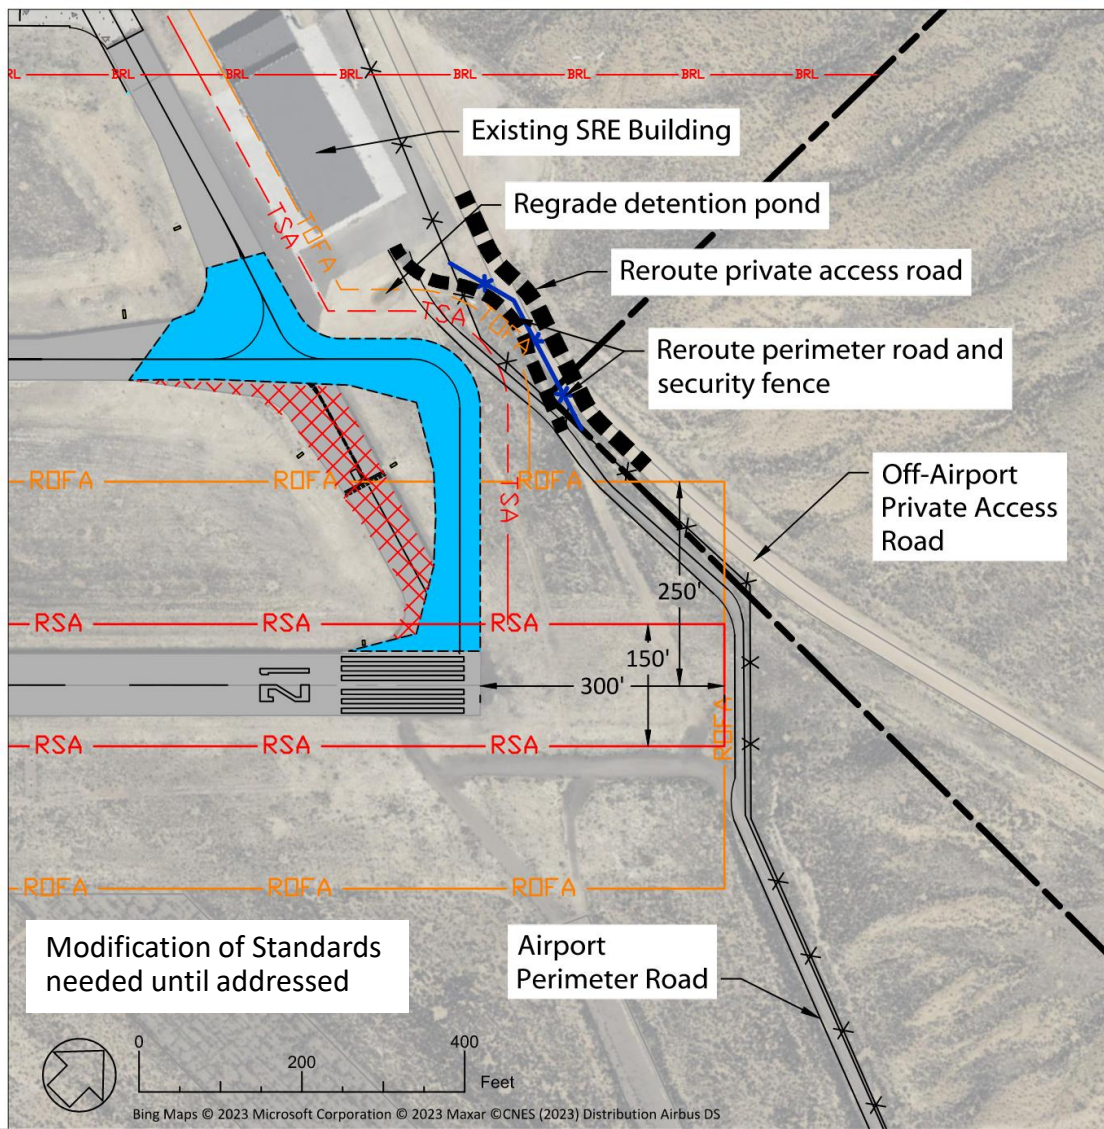 RL BRL BRL BRL BRL BRL BRL BRL
Existing SRE Building
TSA
TOFA
Regrade detention pond
Reroute private access road
TSA
TOFA
Reroute perimeter road and
security fence
ROFA ROFA ROFA
TSA
Off-Airport
Private Access
Road
250'
RSA RSA RSA
150'
300'
21
ROFA
RSA RSA RSA
ROFA ROFA ROFA
Modification of Standards
needed until addressed
Airport
Perimeter Road
0 200 400
Feet
Bing Maps © 2023 Microsoft Corporation © 2023 Maxar ©CNES (2023) Distribution Airbus DS